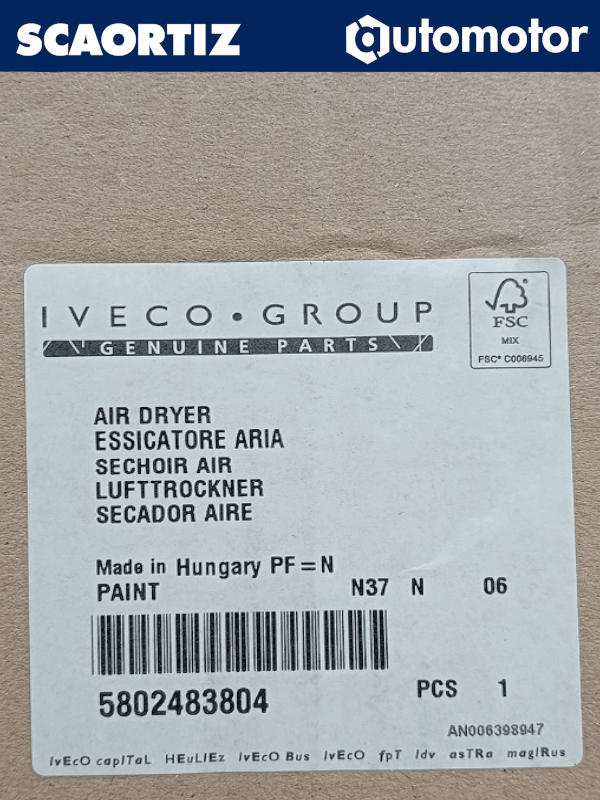 SCAORTIZ automotor
IVECO • GROUP
GENUINE PARTS
FSC
MIX
FSC® C006945
AIR DRYER
ESSICATORE ARIA
SECHOIR AIR
LUFTTROCKNER
SECADOR AIRE
Made in Hungary PF=N
PAINT N37 N 06
5802483804
PCS 1
AN006398947
IvEcO capITaL HEuLIEz IvEcO Bus IvEcO fpT Idv asTRa magIRus